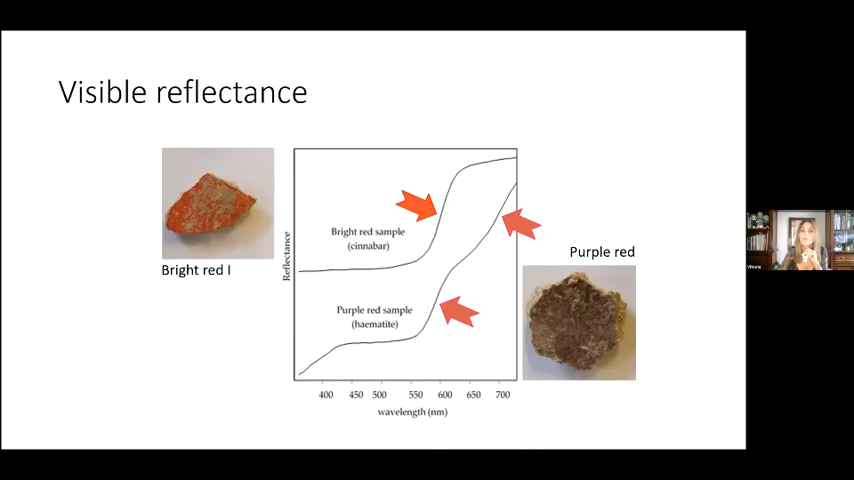 Visible reflectance
Bright red I
Reflectance
Bright red sample
(cinnabar)
Purple red sample
(haematite)
400 450 500 550 600 650 700
wavelength (nm)
Purple red